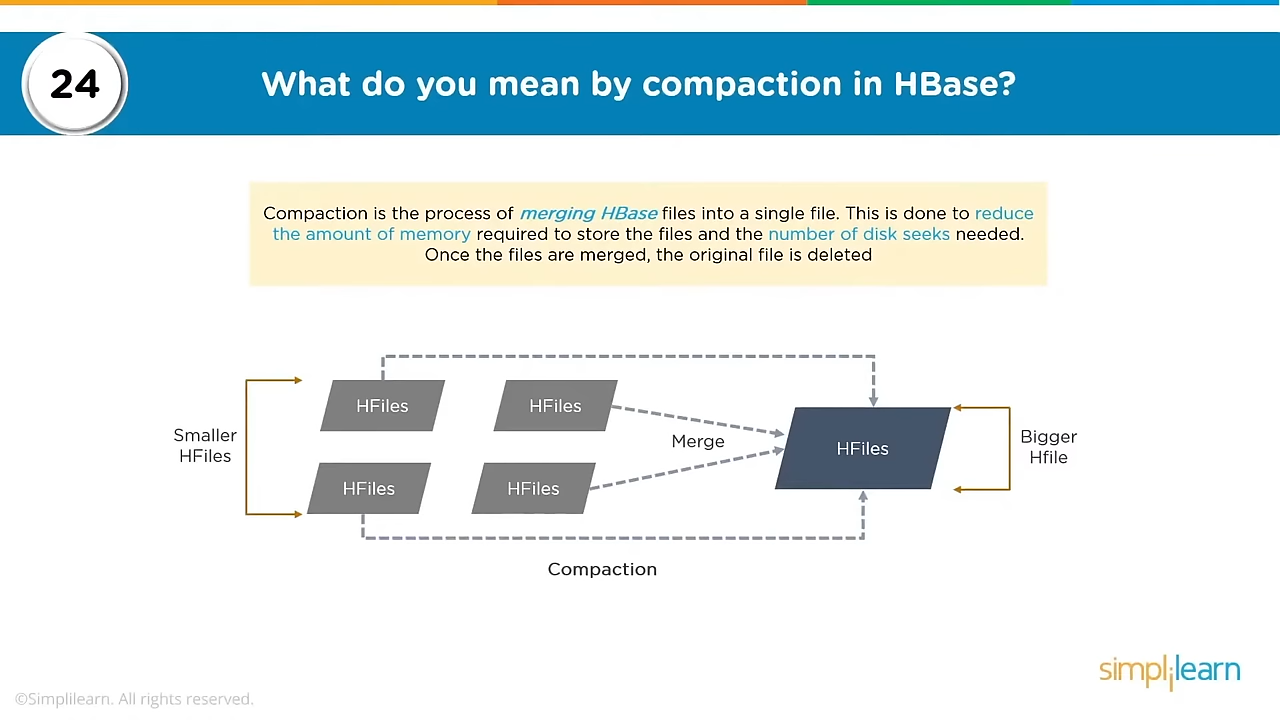 24
What do you mean by compaction in HBase?
Compaction is the process of merging HBase files into a single file. This is done to reduce
the amount of memory required to store the files and the number of disk seeks needed.
Once the files are merged, the original file is deleted
Smaller
HFiles
HFiles
HFiles
HFiles
HFiles
Merge
HFiles
Bigger
Hfile
Compaction
simplilearn
©Simplilearn. All rights reserved.